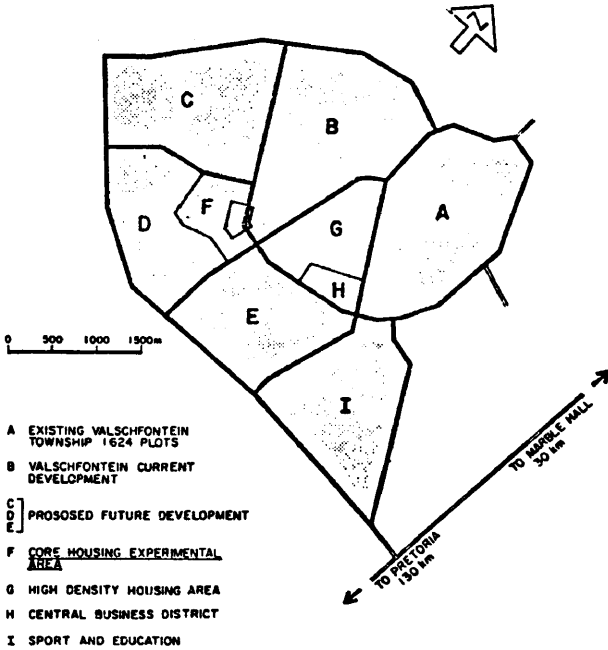 N
C
B
A
D
F
G
H
E
I
0 500 1000 1500m
TO MARBLE HALL
30 km
TO PRETORIA
130 km
A EXISTING VALSCHFONTEIN
TOWNSHIP 1624 PLOTS
B VALSCHFONTEIN CURRENT
DEVELOPMENT
C
D PROSOSED FUTURE DEVELOPMENT
E
F CORE HOUSING EXPERIMENTAL
AREA
G HIGH DENSITY HOUSING AREA
H CENTRAL BUSINESS DISTRICT
I SPORT AND EDUCATION